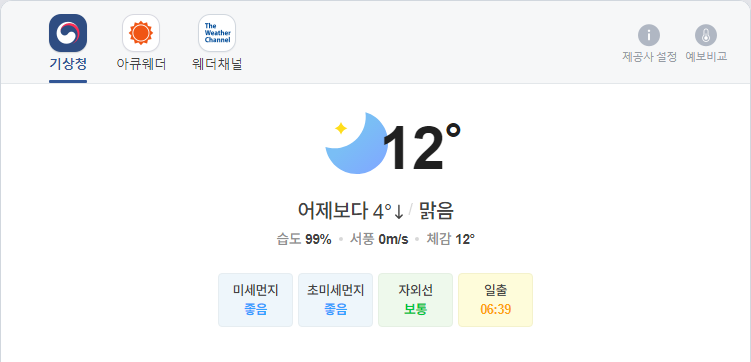 The
Weather
Channel
기상청 아큐웨더 웨더채널
제공사 설정 예보비교
12°
어제보다 4°↓ / 맑음
습도 99% • 서풍 0m/s • 체감 12°
미세먼지 초미세먼지 자외선 일출
좋음 좋음 보통 06:39